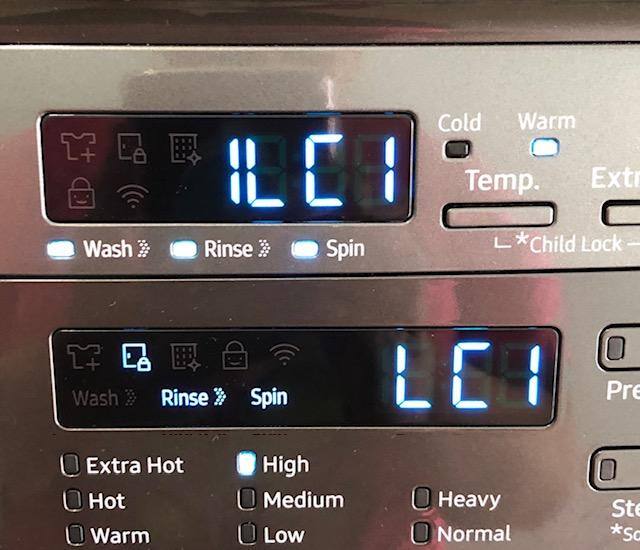 Cold Warm
1LC1
Temp. Extr
Wash Rinse Spin
*Child Lock
LC1
Wash Rinse Spin
Pre
Extra Hot High
Hot Medium Heavy
Warm Low Normal
Ste
*So